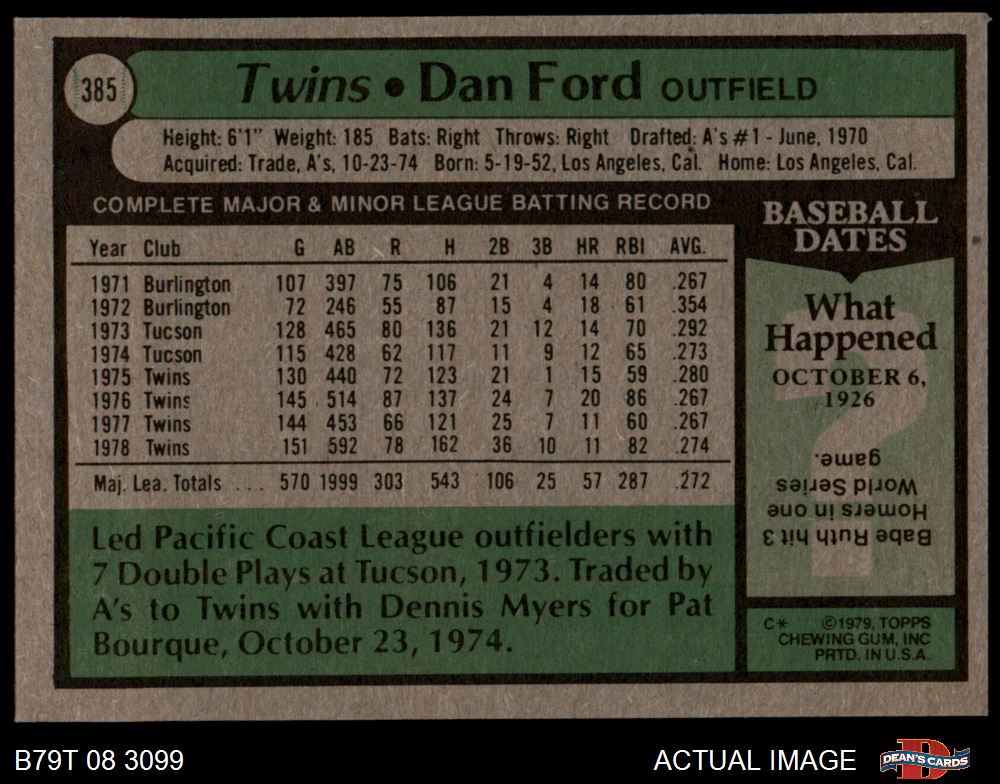 385
Twins • Dan Ford OUTFIELD
Height: 6'1" Weight: 185 Bats: Right Throws: Right Drafted: A's #1 - June, 1970
Acquired: Trade, A's, 10-23-74 Born: 5-19-52, Los Angeles, Cal. Home: Los Angeles, Cal.
COMPLETE MAJOR & MINOR LEAGUE BATTING RECORD
Year Club G AB R H 2B 3B HR RBI AVG.
1971 Burlington 107 397 75 106 21 4 14 80 .267
1972 Burlington 72 246 55 87 15 4 18 61 .354
1973 Tucson 128 465 80 136 21 12 14 70 .292
1974 Tucson 115 428 62 117 11 9 12 65 .273
1975 Twins 130 440 72 123 21 1 15 59 .280
1976 Twins 145 514 87 137 24 7 20 86 .267
1977 Twins 144 453 66 121 25 7 11 60 .267
1978 Twins 151 592 78 162 36 10 11 82 .274
Maj. Lea. Totals ... 570 1999 303 543 106 25 57 287 .272
Led Pacific Coast League outfielders with
7 Double Plays at Tucson, 1973. Traded by
A's to Twins with Dennis Myers for Pat
Bourque, October 23, 1974.
BASEBALL
DATES
What
Happened
OCTOBER 6,
1926
Babe Ruth hit 3
Homers in one
World Series
game.
C* ©1979, TOPPS
CHEWING GUM, INC
PRTD. IN U.S.A.
B79T 08 3099
ACTUAL IMAGE
D
DEAN'S CARDS